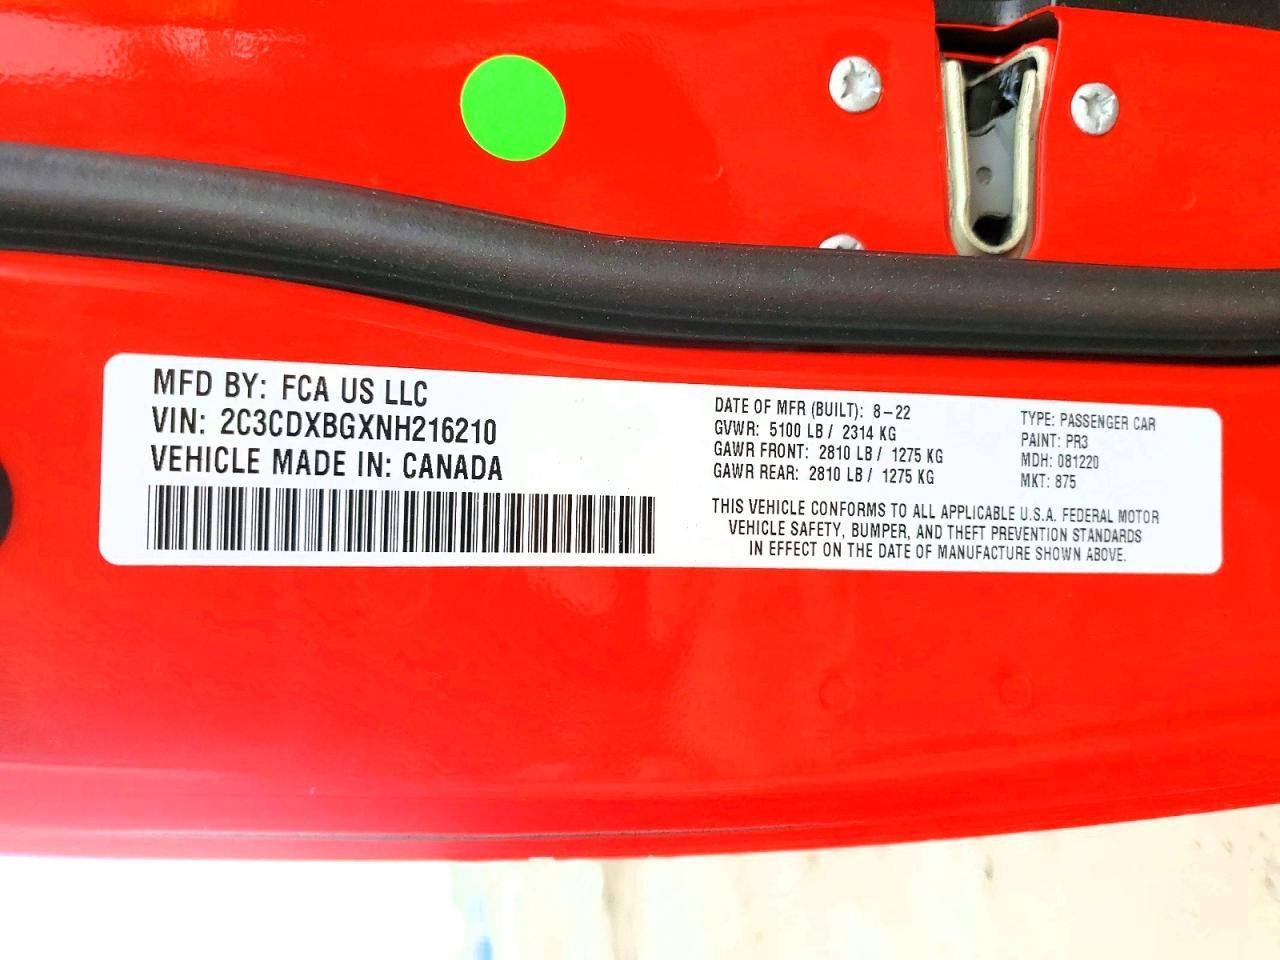 MFD BY: FCA US LLC
VIN: 2C3CDXBGXNH216210
VEHICLE MADE IN: CANADA
DATE OF MFR (BUILT): 8-22
GVWR: 5100 LB / 2314 KG
GAWR FRONT: 2810 LB / 1275 KG
GAWR REAR: 2810 LB / 1275 KG
TYPE: PASSENGER CAR
PAINT: PR3
MDH: 081220
MKT: 875
THIS VEHICLE CONFORMS TO ALL APPLICABLE U.S.A. FEDERAL MOTOR
VEHICLE SAFETY, BUMPER, AND THEFT PREVENTION STANDARDS
IN EFFECT ON THE DATE OF MANUFACTURE SHOWN ABOVE.